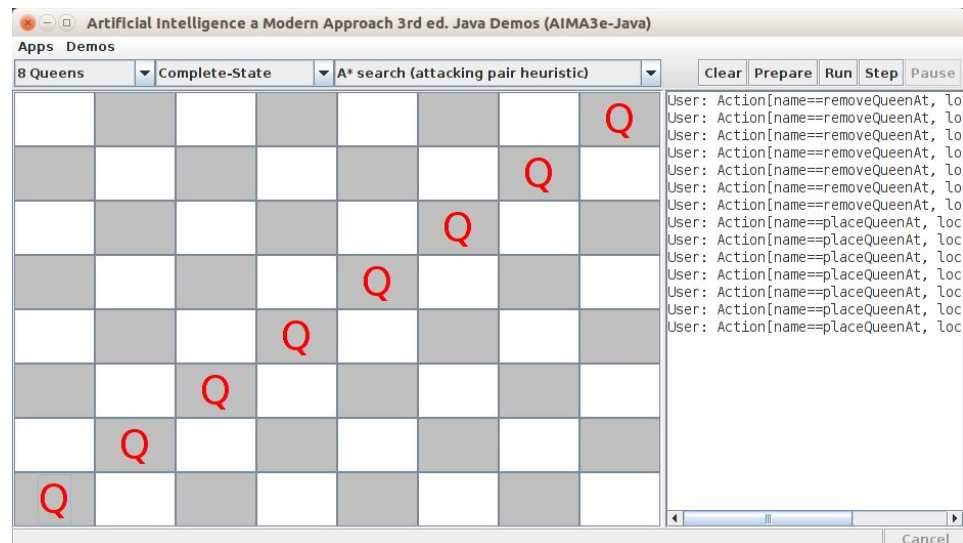 Artificial Intelligence a Modern Approach 3rd ed. Java Demos (AIMA3e-Java)
Apps Demos
8 Queens Complete-State A* search (attacking pair heuristic) Clear Prepare Run Step Pause
Q
Q
Q
Q
Q
Q
Q
Q
User: Action[name==removeQueenAt, lo
User: Action[name==removeQueenAt, lo
User: Action[name==removeQueenAt, lo
User: Action[name==removeQueenAt, lo
User: Action[name==removeQueenAt, lo
User: Action[name==removeQueenAt, lo
User: Action[name==removeQueenAt, lo
User: Action[name==placeQueenAt, loc
User: Action[name==placeQueenAt, loc
User: Action[name==placeQueenAt, loc
User: Action[name==placeQueenAt, loc
User: Action[name==placeQueenAt, loc
User: Action[name==placeQueenAt, loc
User: Action[name==placeQueenAt, loc
Cancel